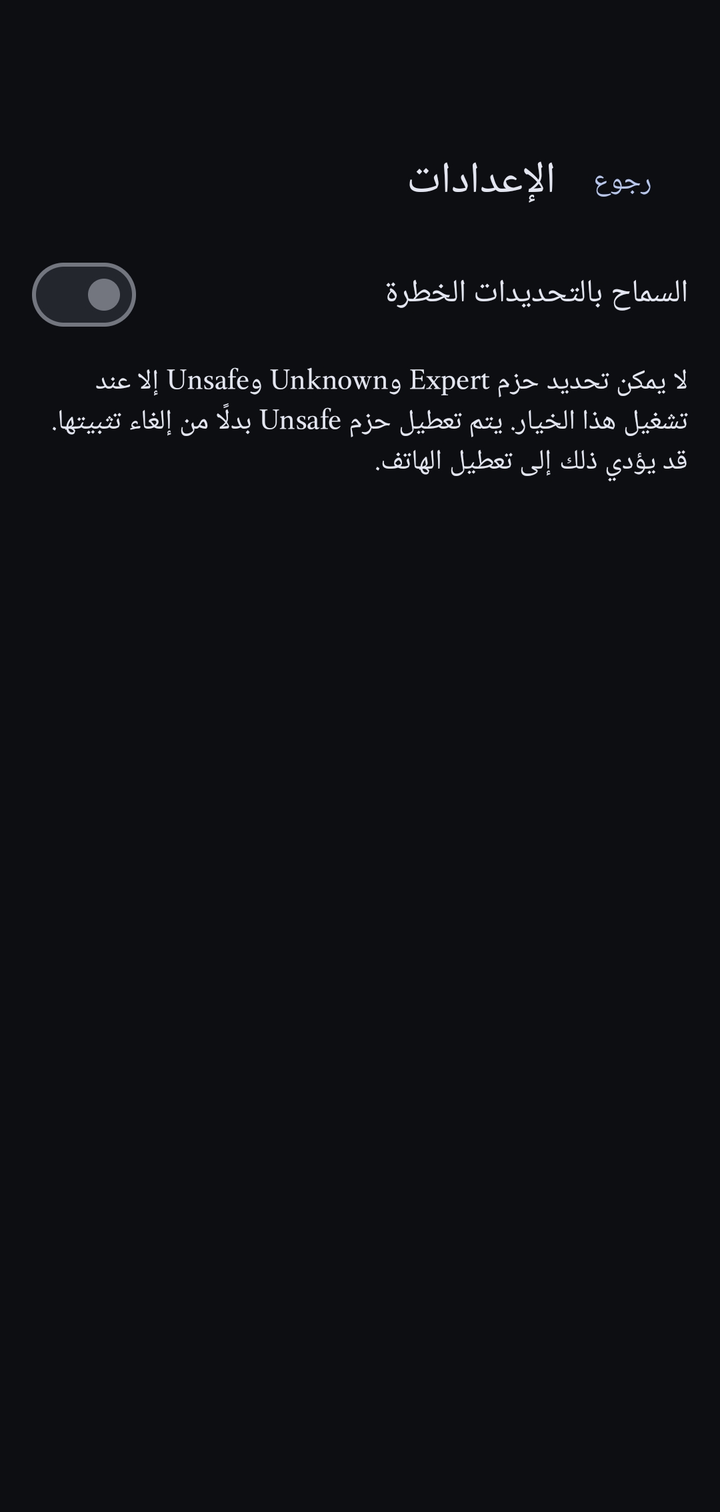 رجوع الإعدادات
السماح بالتحديدات الخطرة
لا يمكن تحديد حزم Expert وUnknown وUnsafe إلا عند
تشغيل هذا الخيار. يتم تعطيل حزم Unsafe بدلًا من إلغاء تثبيتها.
قد يؤدي ذلك إلى تعطيل الهاتف.